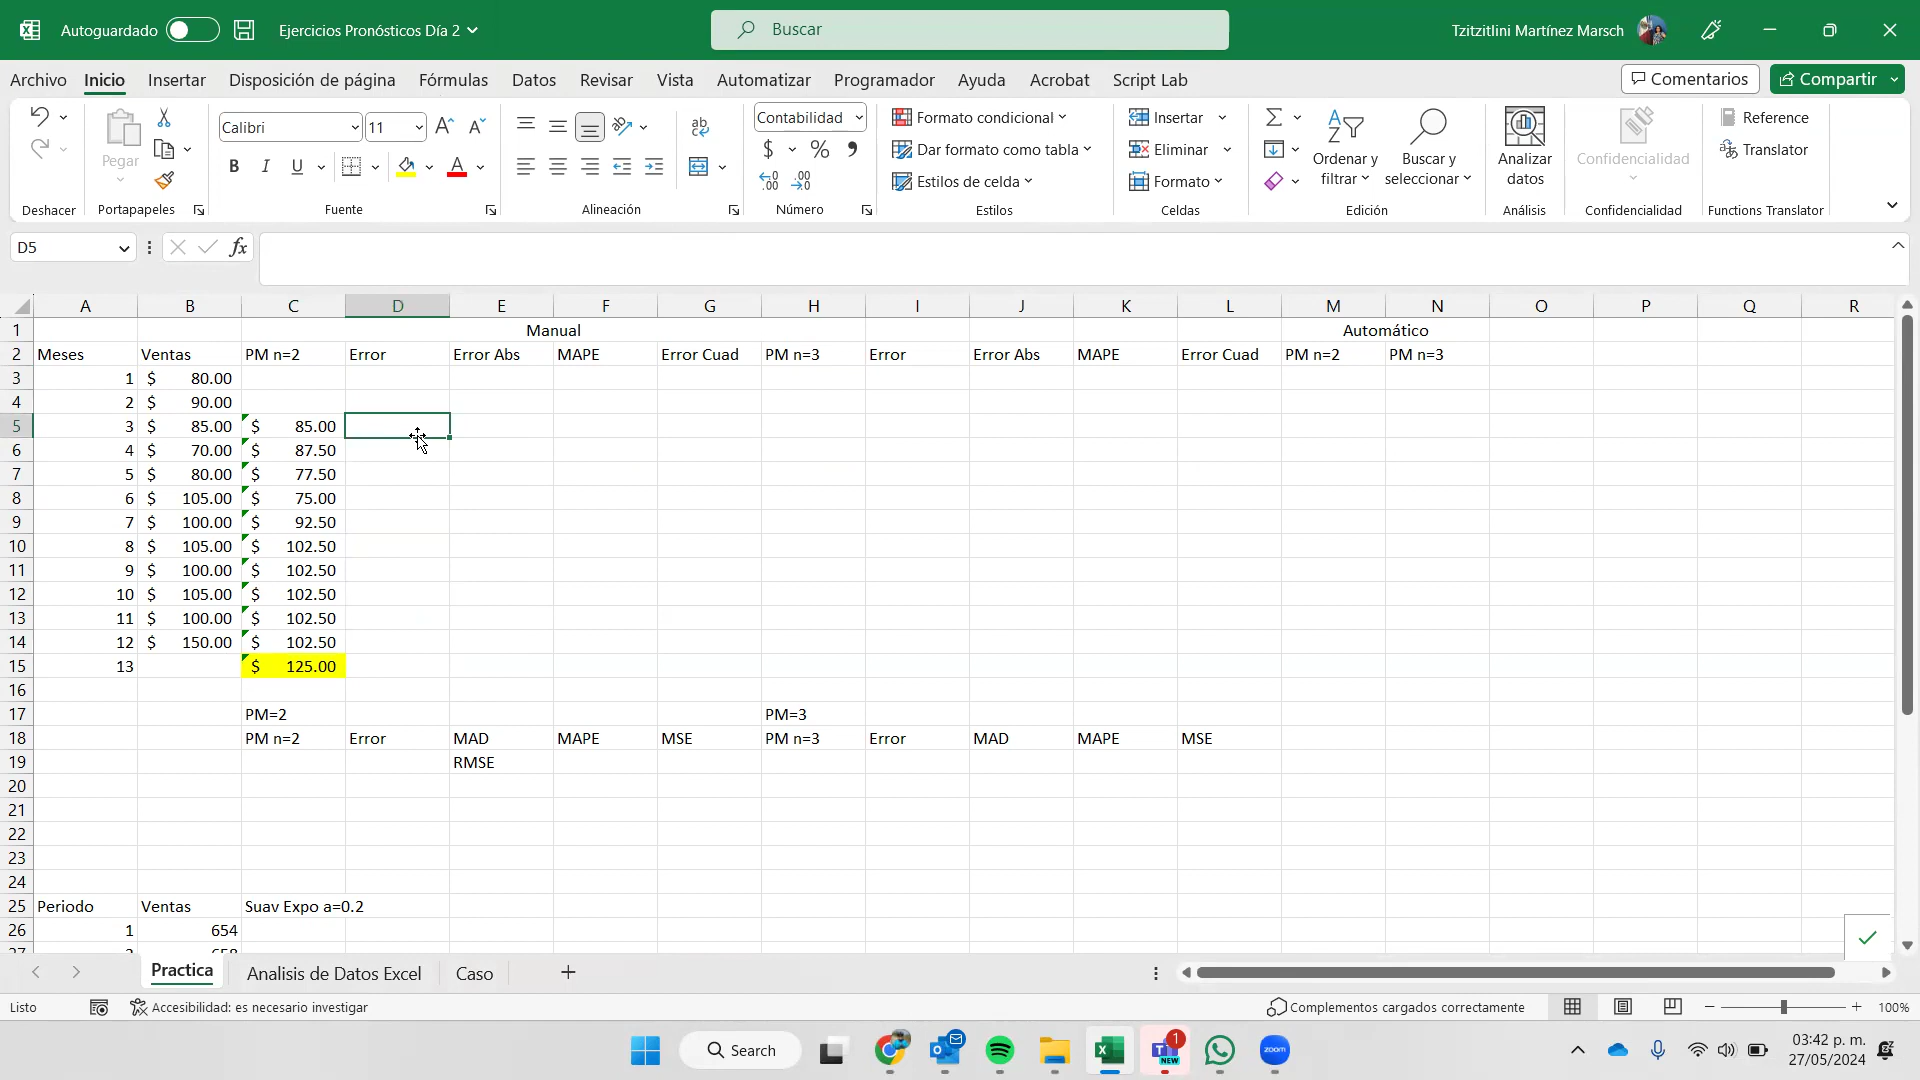 Autoguardado Ejercicios Pronósticos Día 2 Buscar Tzitzitlini Martínez Marsch
Archivo Inicio Insertar Disposición de página Fórmulas Datos Revisar Vista Automatizar Programador Ayuda Acrobat Script Lab Comentarios Compartir
Calibri 11 Contabilidad Formato condicional Insertar Reference
Pegar Dar formato como tabla Eliminar Ordenar y filtrar Buscar y seleccionar Analizar datos Confidencialidad Translator
Estilos de celda Formato
Deshacer Portapapeles Fuente Alineación Número Estilos Celdas Edición Análisis Confidencialidad Functions Translator
D5 fx
A B C D E F G H I J K L M N O P Q R
1 Manual Automático
2 Meses Ventas PM n=2 Error Error Abs MAPE Error Cuad PM n=3 Error Error Abs MAPE Error Cuad PM n=2 PM n=3
3 1 $ 80.00
4 2 $ 90.00
5 3 $ 85.00 $ 85.00
6 4 $ 70.00 $ 87.50
7 5 $ 80.00 $ 77.50
8 6 $ 105.00 $ 75.00
9 7 $ 100.00 $ 92.50
10 8 $ 105.00 $ 102.50
11 9 $ 100.00 $ 102.50
12 10 $ 105.00 $ 102.50
13 11 $ 100.00 $ 102.50
14 12 $ 150.00 $ 102.50
15 13 $ 125.00
16
17 PM=2 PM=3
18 PM n=2 Error MAD MAPE MSE PM n=3 Error MAD MAPE MSE
19 RMSE
20
21
22
23
24
25 Periodo Ventas Suav Expo a=0.2
26 1 654
Practica Analisis de Datos Excel Caso
Listo Accesibilidad: es necesario investigar Complementos cargados correctamente 100%
Search 1 NEW zoom 03:42 p. m.
27/05/2024